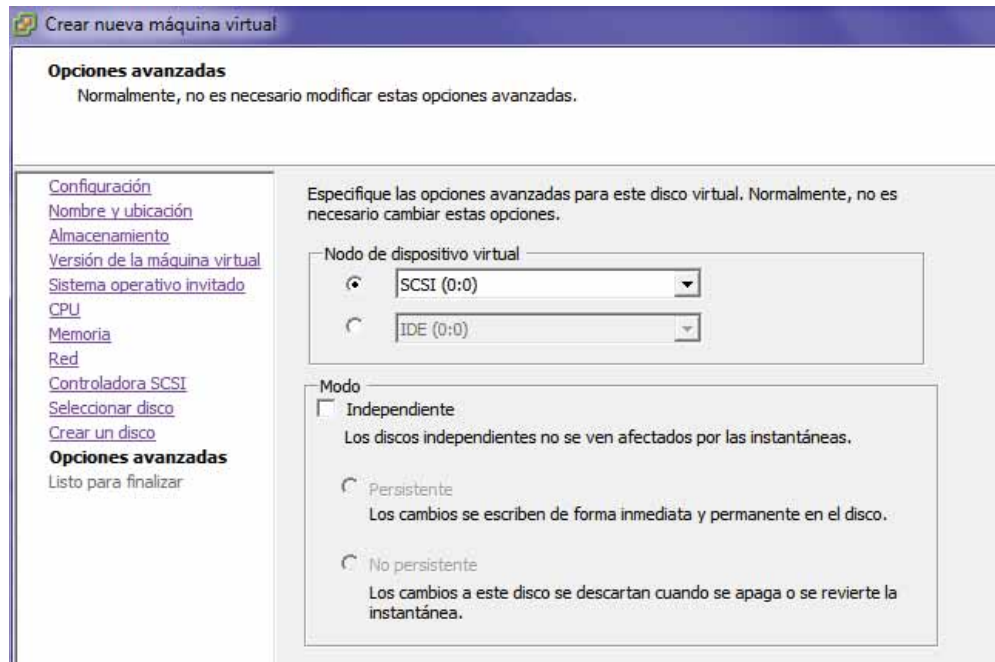 Crear nueva máquina virtual
Opciones avanzadas
Normalmente, no es necesario modificar estas opciones avanzadas.
Configuración
Nombre y ubicación
Almacenamiento
Versión de la máquina virtual
Sistema operativo invitado
CPU
Memoria
Red
Controladora SCSI
Seleccionar disco
Crear un disco
Opciones avanzadas
Listo para finalizar
Especifique las opciones avanzadas para este disco virtual. Normalmente, no es
necesario cambiar estas opciones.
Nodo de dispositivo virtual
SCSI (0:0)
IDE (0:0)
Modo
Independiente
Los discos independientes no se ven afectados por las instantáneas.
Persistente
Los cambios se escriben de forma inmediata y permanente en el disco.
No persistente
Los cambios a este disco se descartan cuando se apaga o se revierte la
instantánea.